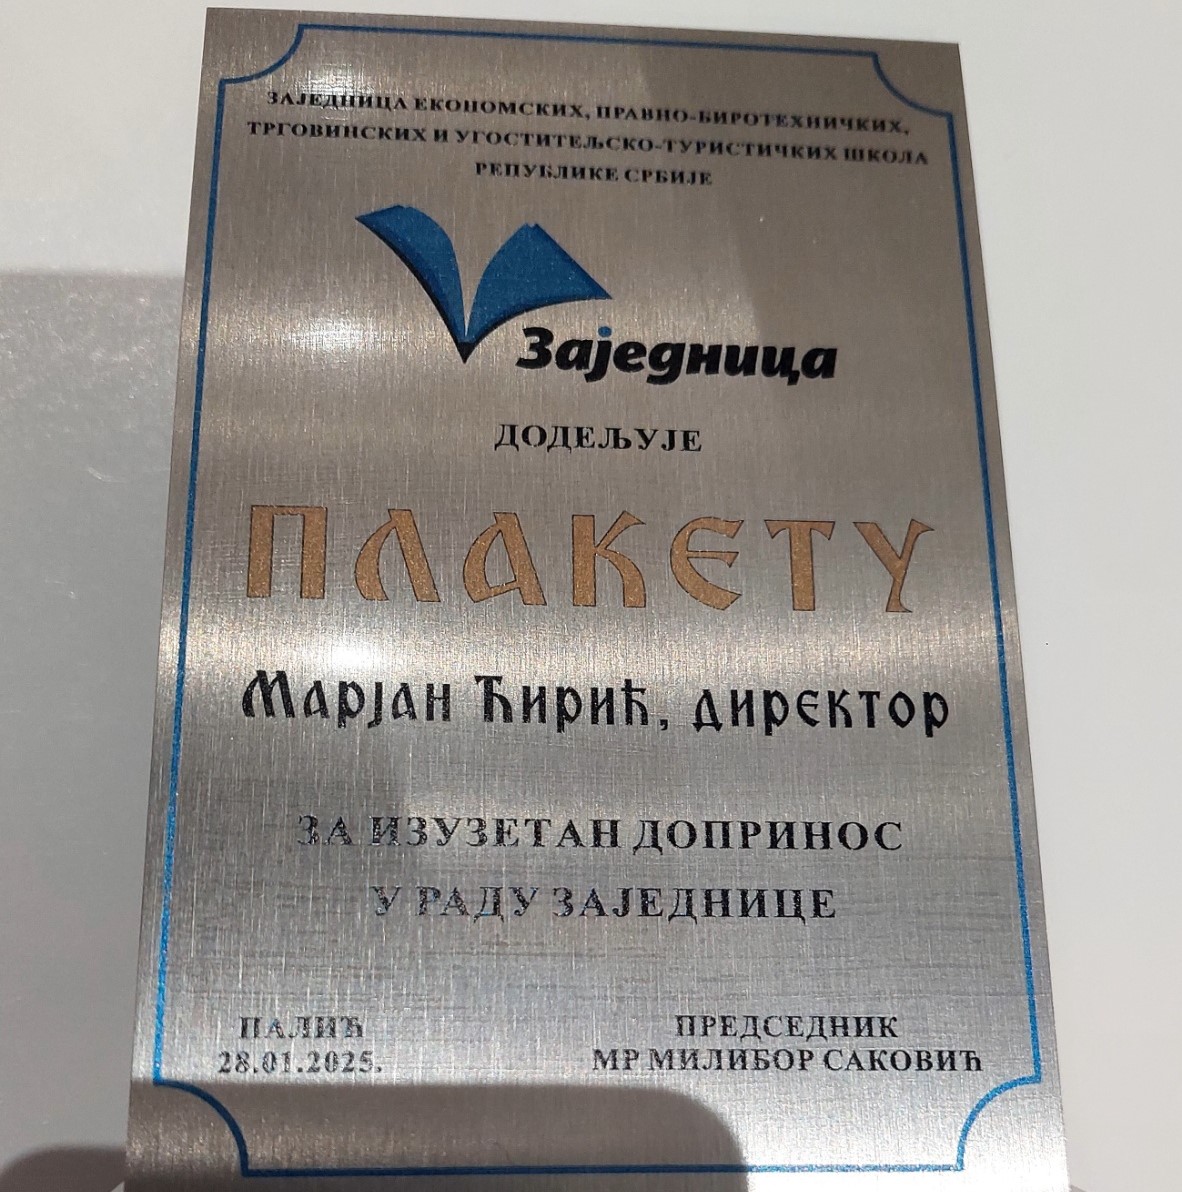 ЗАЈЕДНИЦА ЕКОНОМСКИХ, ПРАВНО-БИРОТЕХНИЧКИХ,
ТРГОВИНСКИХ И УГОСТИТЕЉСКО-ТУРИСТИЧКИХ ШКОЛА
РЕПУБЛИКЕ СРБИЈЕ
Заједница
ДОДЕЉУЈЕ
ПЛАКЕТУ
Марјан Ћирић, директор
ЗА ИЗУЗЕТАН ДОПРИНОС
У РАДУ ЗАЈЕДНИЦЕ
ПАЛИЋ
28.01.2025.
ПРЕДСЕДНИК
МР МИЛИБОР САКОВИЋ